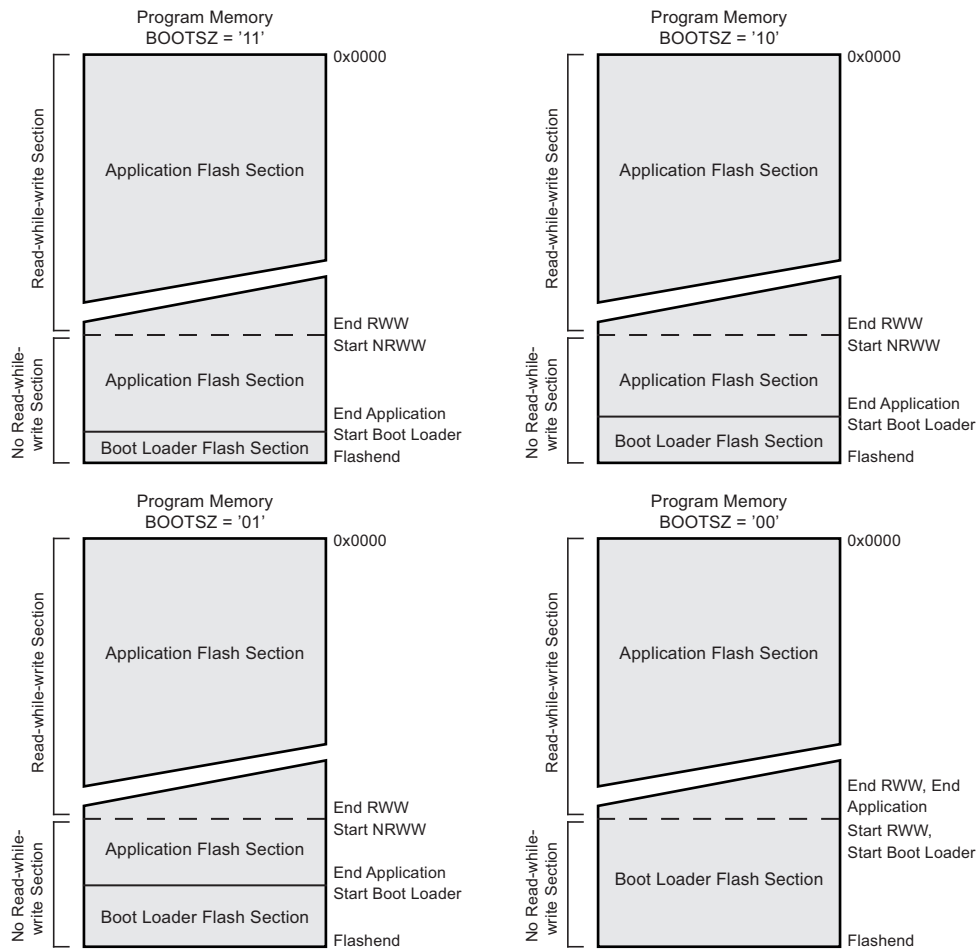 Program Memory
BOOTSZ = '11'
0x0000
Read-while-write Section
Application Flash Section
End RWW
Start NRWW
No Read-while-
write Section
Application Flash Section
End Application
Start Boot Loader
Boot Loader Flash Section
Flashend
Program Memory
BOOTSZ = '10'
0x0000
Read-while-write Section
Application Flash Section
End RWW
Start NRWW
No Read-while-
write Section
Application Flash Section
End Application
Start Boot Loader
Boot Loader Flash Section
Flashend
Program Memory
BOOTSZ = '01'
0x0000
Read-while-write Section
Application Flash Section
End RWW
Start NRWW
No Read-while-
write Section
Application Flash Section
End Application
Start Boot Loader
Boot Loader Flash Section
Flashend
Program Memory
BOOTSZ = '00'
0x0000
Read-while-write Section
Application Flash Section
End RWW, End
Application
Start RWW,
Start Boot Loader
No Read-while-
write Section
Boot Loader Flash Section
Flashend